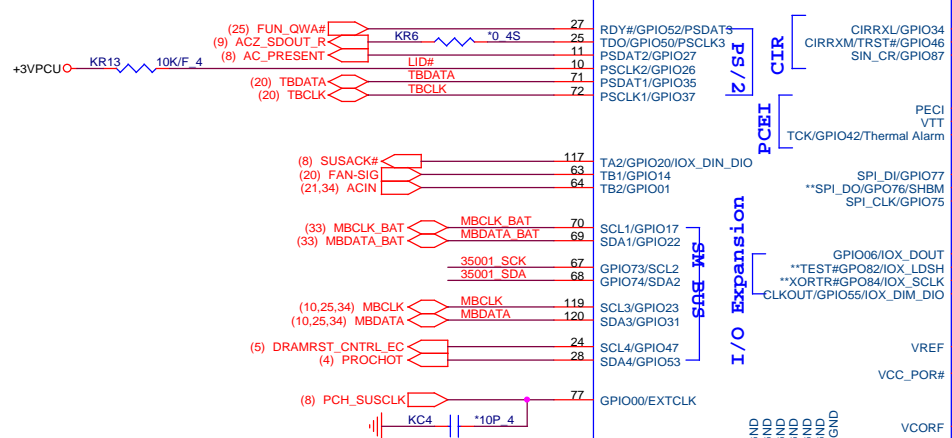 (25) FUN_QWA# 27 RDY#/GPIO52/PSDAT3 CIRRXL/GPIO34
(9) ACZ_SDOUT_R KR6 *0_4S 25 TDO/GPIO50/PSCLK3 CIRRXM/TRST#/GPIO46
(8) AC_PRESENT 11 PSDAT2/GPIO27 SIN_CR/GPIO87
+3VPCU KR13 10K/F_4 LID# 10 PSCLK2/GPIO26
(20) TBDATA TBDATA 71 PSDAT1/GPIO35
(20) TBCLK TBCLK 72 PSCLK1/GPIO37
PS/2
CIR
PECI
VTT
TCK/GPIO42/Thermal Alarm
PCEI
(8) SUSACK# 117 TA2/GPIO20/IOX_DIN_DIO
(20) FAN-SIG 63 TB1/GPIO14 SPI_DI/GPIO77
(21,34) ACIN 64 TB2/GPIO01 **SPI_DO/GPO76/SHBM
SPI_CLK/GPIO75
(33) MBCLK_BAT MBCLK_BAT 70 SCL1/GPIO17
(33) MBDATA_BAT MBDATA_BAT 69 SDA1/GPIO22
GPIO06/IOX_DOUT
35001_SCK 67 GPIO73/SCL2 **TEST#GPO82/IOX_LDSH
35001_SDA 68 GPIO74/SDA2 **XORTR#GPO84/IOX_SCLK
CLKOUT/GPIO55/IOX_DIM_DIO
SM BUS
I/O Expansion
(10,25,34) MBCLK MBCLK 119 SCL3/GPIO23
(10,25,34) MBDATA MBDATA 120 SDA3/GPIO31
(5) DRAMRST_CNTRL_EC 24 SCL4/GPIO47 VREF
(4) PROCHOT 28 SDA4/GPIO53
VCC_POR#
(8) PCH_SUSCLK 77 GPIO00/EXTCLK
KC4 *10P_4
GND
GND
GND
GND
GND
GND
VCORF